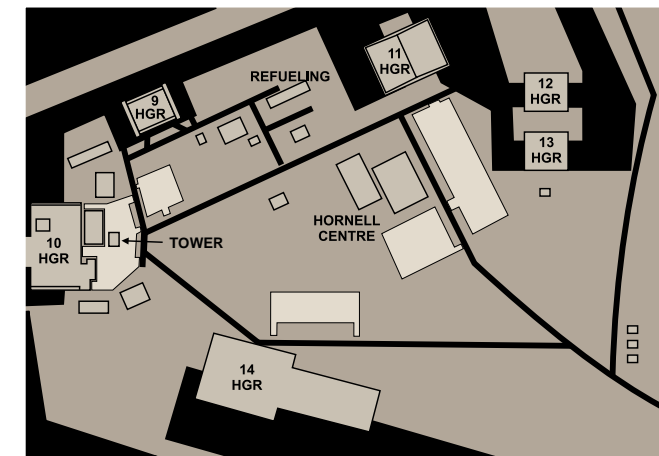 11
HGR
REFUELING
9
HGR
12
HGR
13
HGR
HORNELL
CENTRE
TOWER
10
HGR
14
HGR